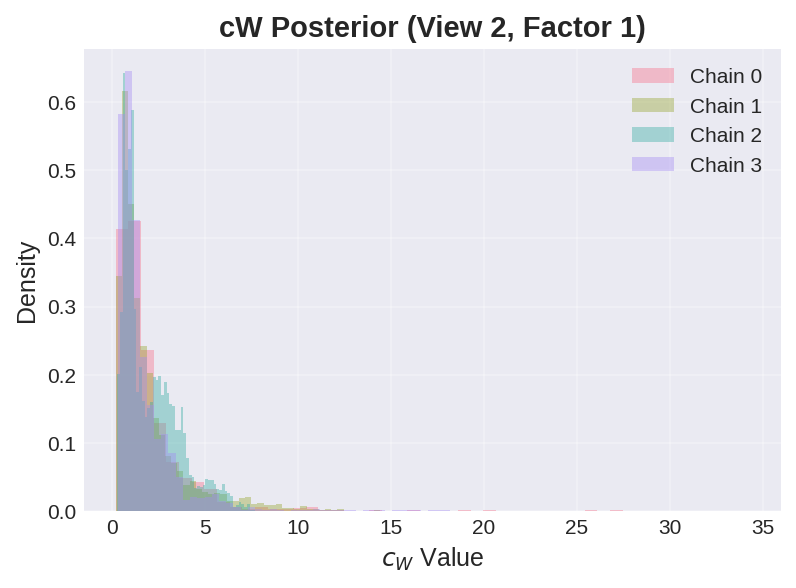 cW Posterior (View 2, Factor 1)
Chain 0
Chain 1
Chain 2
Chain 3
Density
0.6
0.5
0.4
0.3
0.2
0.1
0.0
0 5 10 15 20 25 30 35
c_W Value